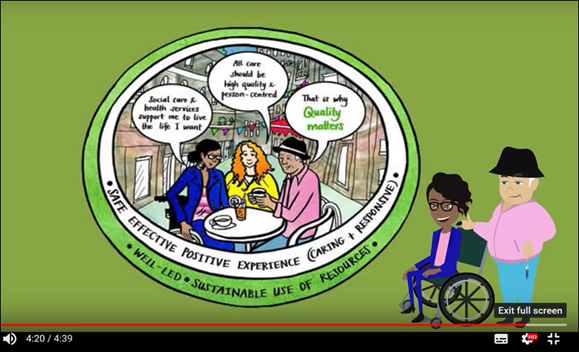 All care
should be
high quality &
person-centred
Social care &
health services
support me to live
the life I want
That is why
Quality
matters
• SAFE EFFECTIVE POSITIVE EXPERIENCE (CARING + RESPONSIVE) •
• WELL-LED • SUSTAINABLE USE OF RESOURCES •
Exit full screen
4:20 / 4:39
HD